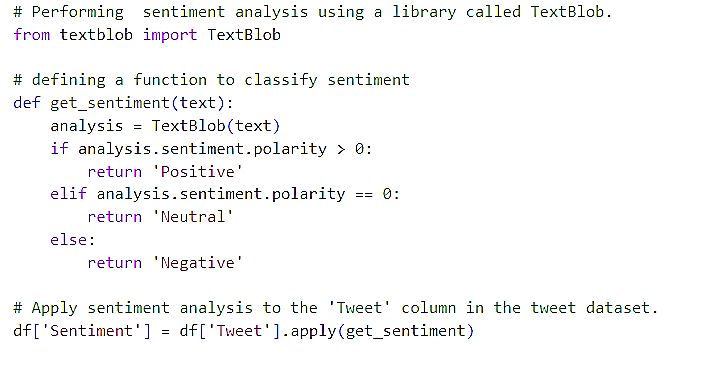 # Performing  sentiment analysis using a library called TextBlob.
from textblob import TextBlob

# defining a function to classify sentiment
def get_sentiment(text):
    analysis = TextBlob(text)
    if analysis.sentiment.polarity > 0:
        return 'Positive'
    elif analysis.sentiment.polarity == 0:
        return 'Neutral'
    else:
        return 'Negative'

# Apply sentiment analysis to the 'Tweet' column in the tweet dataset.
df['Sentiment'] = df['Tweet'].apply(get_sentiment)